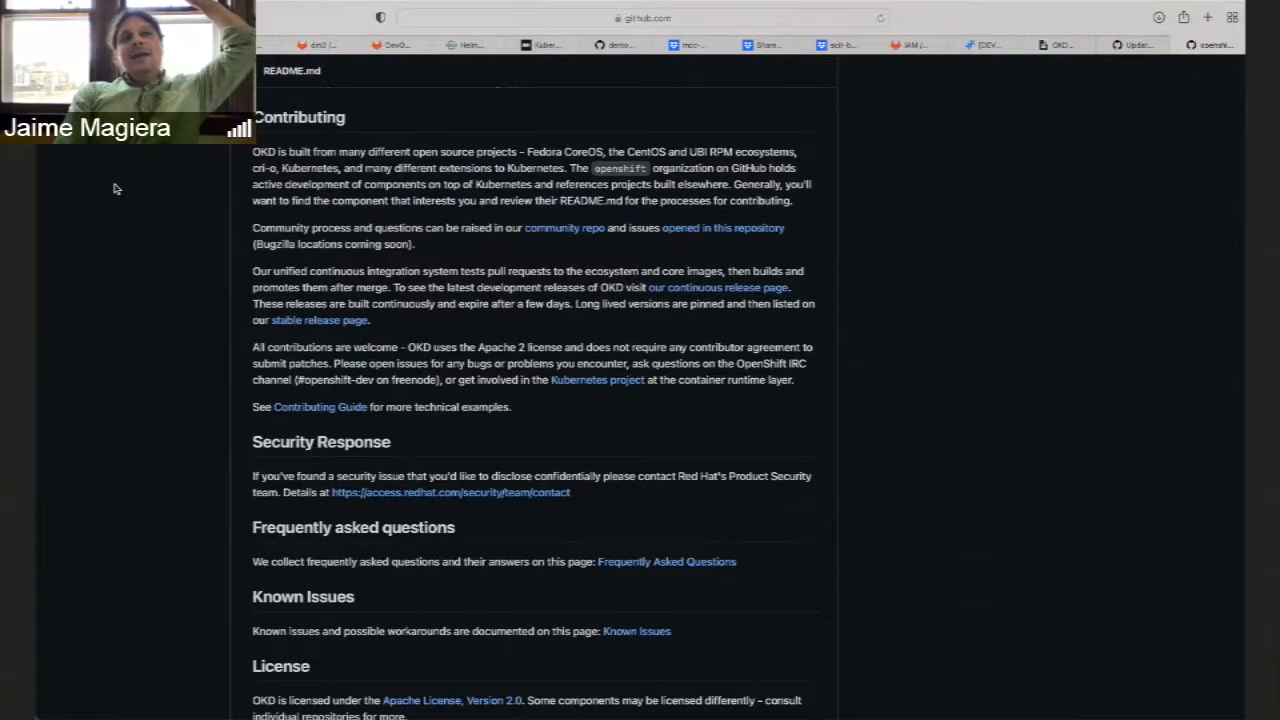 github.com
dm3 /...
DevO...
Helm...
Kuber...
demo...
mcc-...
Share...
solr-b...
IAM /...
[DEV...
OKD...
Updat...
openshi...
Jaime Magiera
README.md
Contributing
OKD is built from many different open source projects - Fedora CoreOS, the CentOS and UBI RPM ecosystems,
cri-o, Kubernetes, and many different extensions to Kubernetes. The openshift organization on GitHub holds
active development of components on top of Kubernetes and references projects built elsewhere. Generally, you'll
want to find the component that interests you and review their README.md for the processes for contributing.
Community process and questions can be raised in our community repo and issues opened in this repository
(Bugzilla locations coming soon).
Our unified continuous integration system tests pull requests to the ecosystem and core images, then builds and
promotes them after merge. To see the latest development releases of OKD visit our continuous release page.
These releases are built continuously and expire after a few days. Long lived versions are pinned and then listed on
our stable release page.
All contributions are welcome - OKD uses the Apache 2 license and does not require any contributor agreement to
submit patches. Please open issues for any bugs or problems you encounter, ask questions on the OpenShift IRC
channel (#openshift-dev on freenode), or get involved in the Kubernetes project at the container runtime layer.
See Contributing Guide for more technical examples.
Security Response
If you've found a security issue that you'd like to disclose confidentially please contact Red Hat's Product Security
team. Details at https://access.redhat.com/security/team/contact
Frequently asked questions
We collect frequently asked questions and their answers on this page: Frequently Asked Questions
Known Issues
Known issues and possible workarounds are documented on this page: Known Issues
License
OKD is licensed under the Apache License, Version 2.0. Some components may be licensed differently - consult
individual repositories for more.